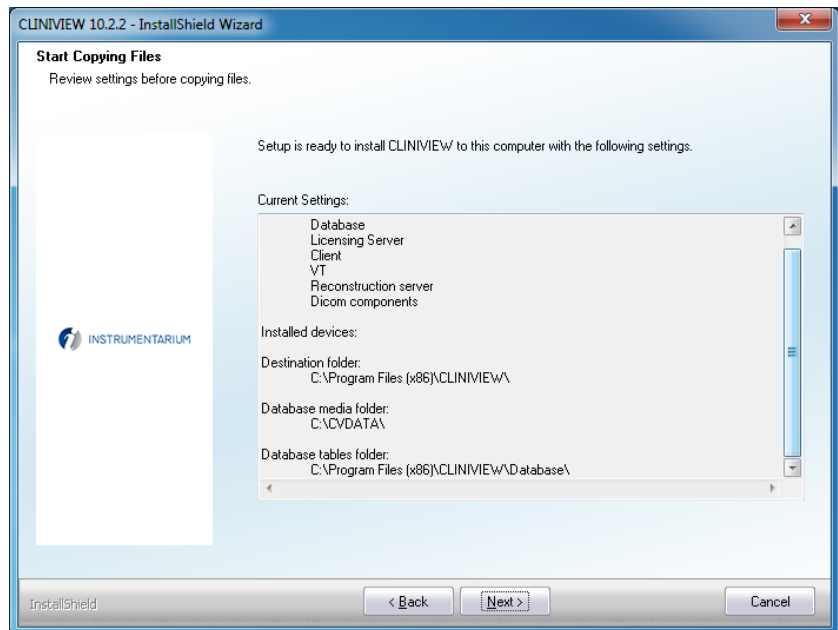 CLINIVIEW 10.2.2 - InstallShield Wizard
Start Copying Files
Review settings before copying files.
Setup is ready to install CLINIVIEW to this computer with the following settings.
Current Settings:
Database
Licensing Server
Client
VT
Reconstruction server
Dicom components
Installed devices:
Destination folder:
C:\Program Files (x86)\CLINIVIEW\
Database media folder:
C:\CVDATA\
Database tables folder:
C:\Program Files (x86)\CLINIVIEW\Database\
INSTRUMENTARIUM
InstallShield
< Back
Next >
Cancel